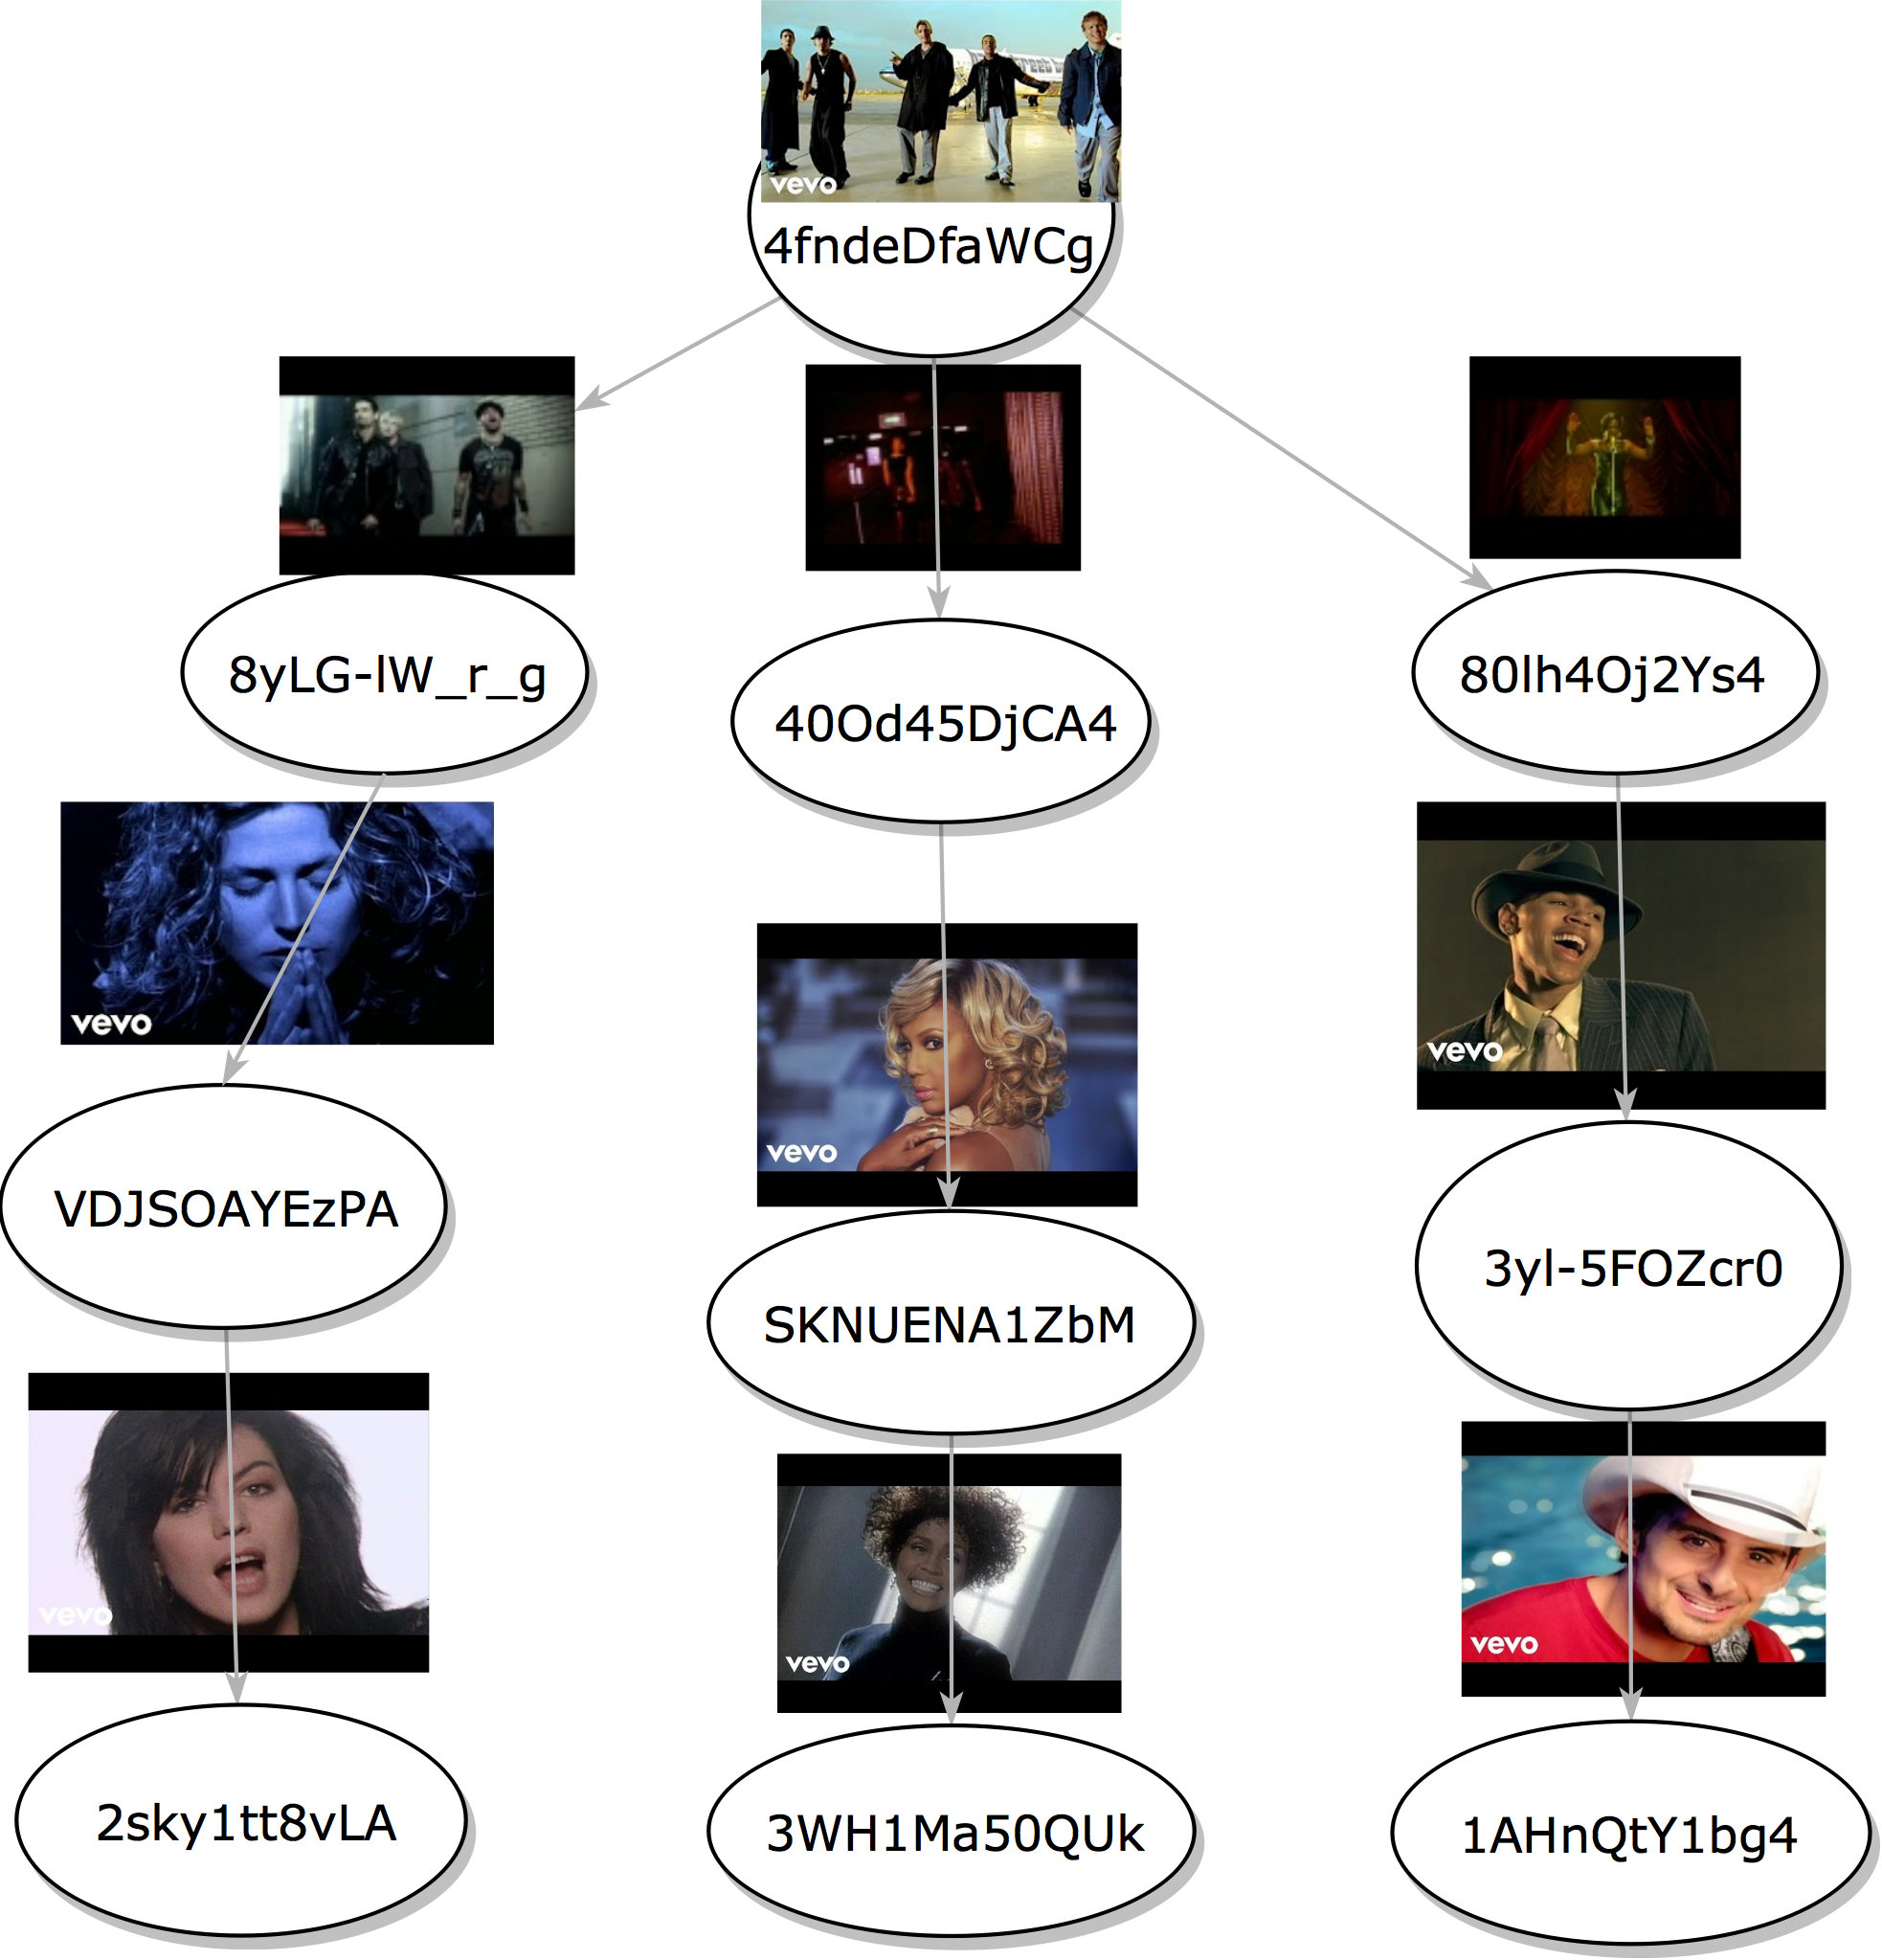 vevo
4fndeDfaWCg
8yLG-lW_r_g
40Od45DjCA4
80lh4Oj2Ys4
vevo
vevo
vevo
VDJSOAYEzPA
SKNUENA1ZbM
3yl-5FOZcr0
vevo
vevo
vevo
2sky1tt8vLA
3WH1Ma50QUk
1AHnQtY1bg4